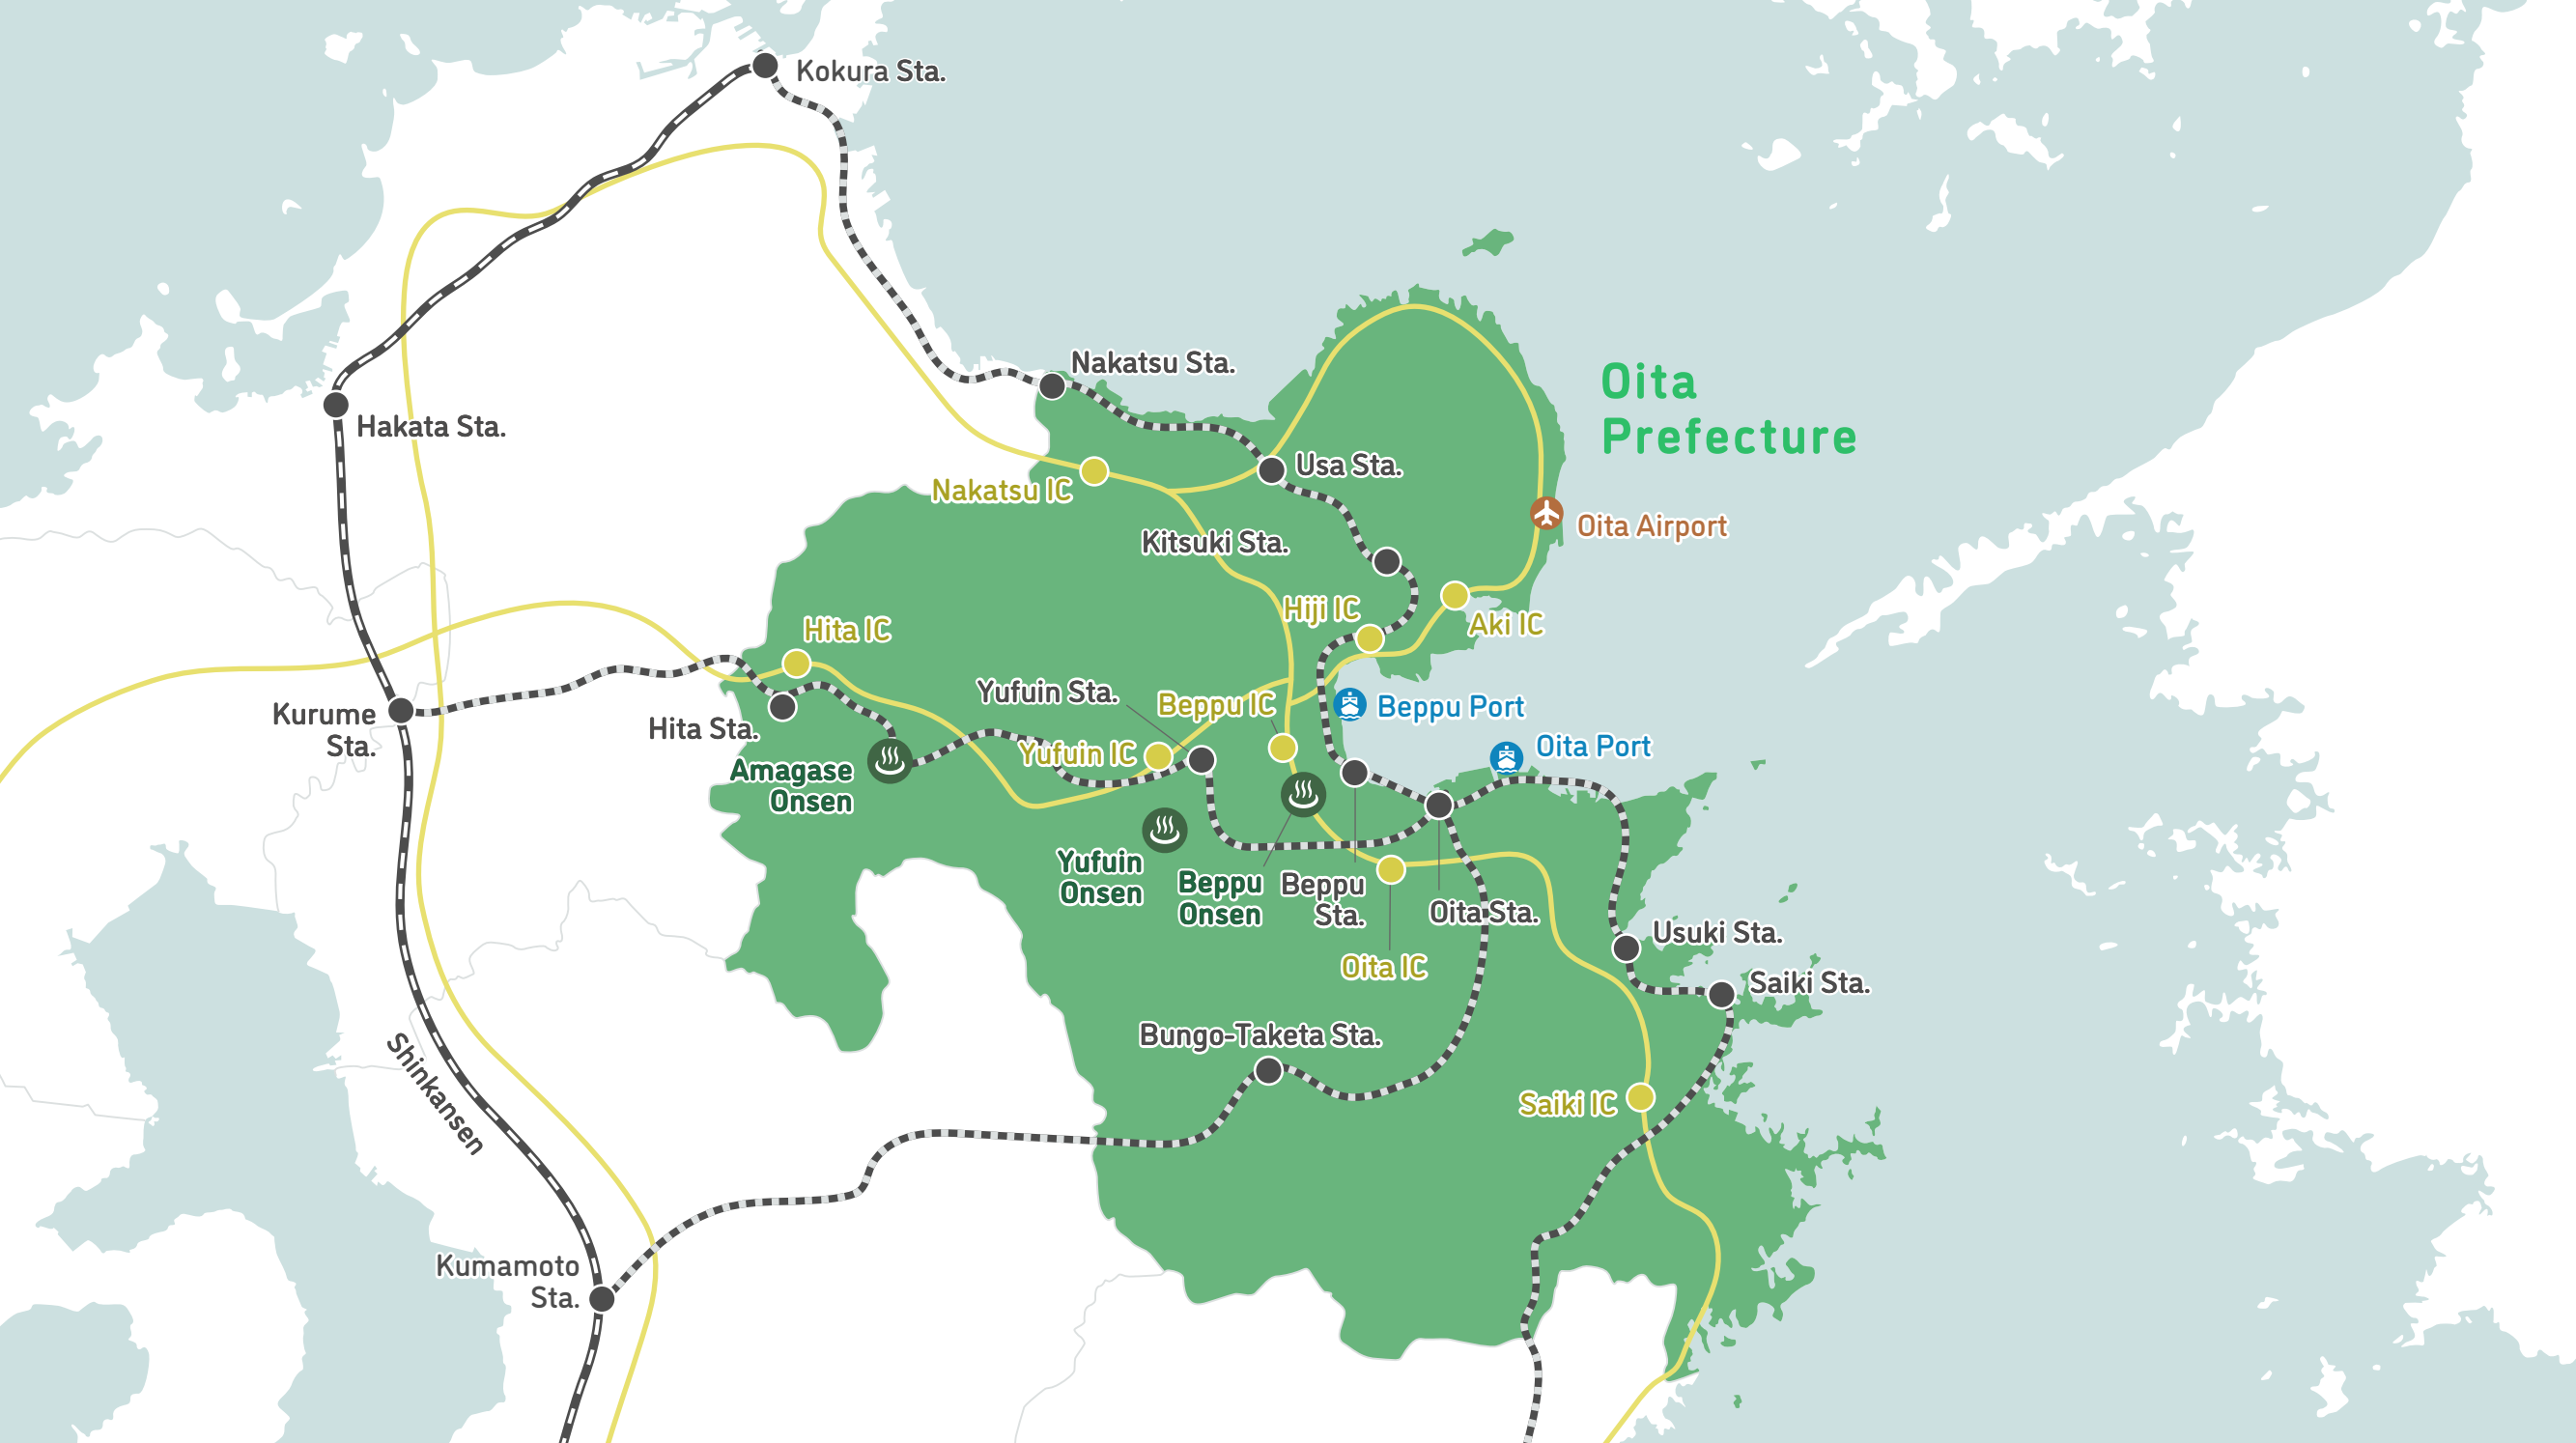 Kokura Sta.
Nakatsu Sta.
Oita
Prefecture
Hakata Sta.
Usa Sta.
Nakatsu IC
Oita Airport
Kitsuki Sta.
Hiji IC
Aki IC
Hita IC
Yufuin Sta.
Beppu IC
Beppu Port
Kurume
Sta.
Hita Sta.
Yufuin IC
Oita Port
Amagase
Onsen
Yufuin
Onsen
Beppu
Onsen
Beppu
Sta.
Oita Sta.
Usuki Sta.
Oita IC
Saiki Sta.
Bungo-Taketa Sta.
Shinkansen
Saiki IC
Kumamoto
Sta.